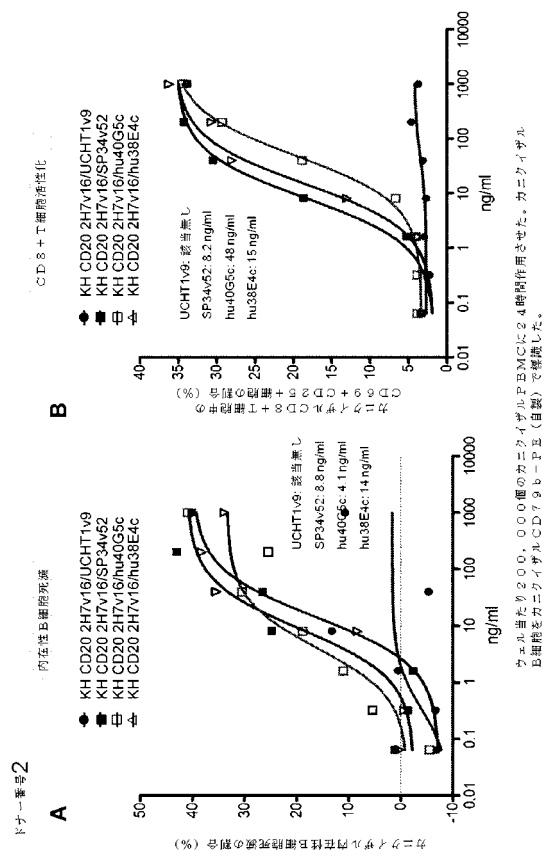 ドナー番号2
A
内在性B細胞死滅
KH CD20 2H7v16/UCHT1v9
KH CD20 2H7v16/SP34v52
KH CD20 2H7v16/hu40G5c
KH CD20 2H7v16/hu38E4c
カニクイザル内在性B細胞死滅の割合 (%)
50
40
30
20
10
0
-10
UCHT1v9: 該当無し
SP34v52: 8.8 ng/ml
hu40G5c: 4.1 ng/ml
hu38E4c: 14 ng/ml
0.01
0.1
1
10
100
1000
10000
ng/ml
B
CD8+T細胞活性化
KH CD20 2H7v16/UCHT1v9
KH CD20 2H7v16/SP34v52
KH CD20 2H7v16/hu40G5c
KH CD20 2H7v16/hu38E4c
カニクイザルCD8+T細胞中の
CD69+CD25+細胞の割合 (%)
40
35
30
25
20
15
10
5
0
UCHT1v9: 該当無し
SP34v52: 8.2 ng/ml
hu40G5c: 48 ng/ml
hu38E4c: 15 ng/ml
0.01
0.1
1
10
100
1000
10000
ng/ml
ウェル当たり200,000個のカニクイザルPBMCに24時間作用させた。カニクイザル
B細胞をカニクイザルCD79b-PE (自製) で標識した。